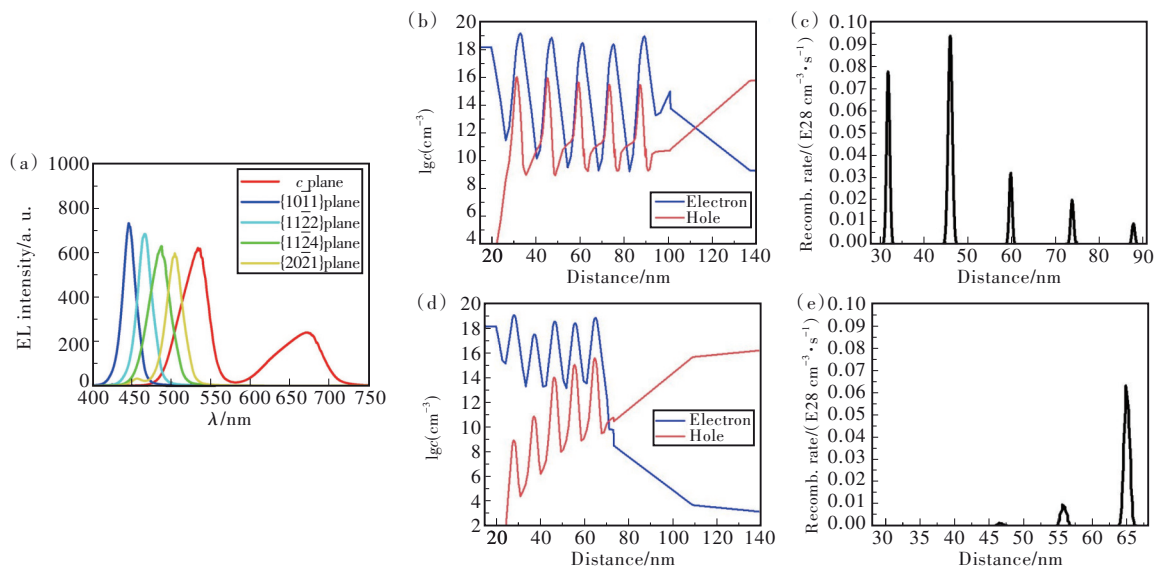 (a)
EL intensity/a. u.
1000
800
600
400
200
0
400 450 500 550 600 650 700 750
λ/nm
c_plane
{101̅1}plane
{112̅2}plane
{112̅4}plane
{2021}plane
(b)
lgc(cm⁻³)
20
18
16
14
12
10
8
6
4
20 40 60 80 100 120 140
Distance/nm
Electron
Hole
(c)
Recomb. rate/(E28 cm⁻³•s⁻¹)
0.10
0.09
0.08
0.07
0.06
0.05
0.04
0.03
0.02
0.01
0.00
30 40 50 60 70 80 90
Distance/nm
(d)
lgc(cm⁻³)
20
18
16
14
12
10
8
6
4
2
20 40 60 80 100 120 140
Distance/nm
Electron
Hole
(e)
Recomb. rate/(E28 cm⁻³•s⁻¹)
0.10
0.09
0.08
0.07
0.06
0.05
0.04
0.03
0.02
0.01
0.00
30 35 40 45 50 55 60 65
Distance/nm